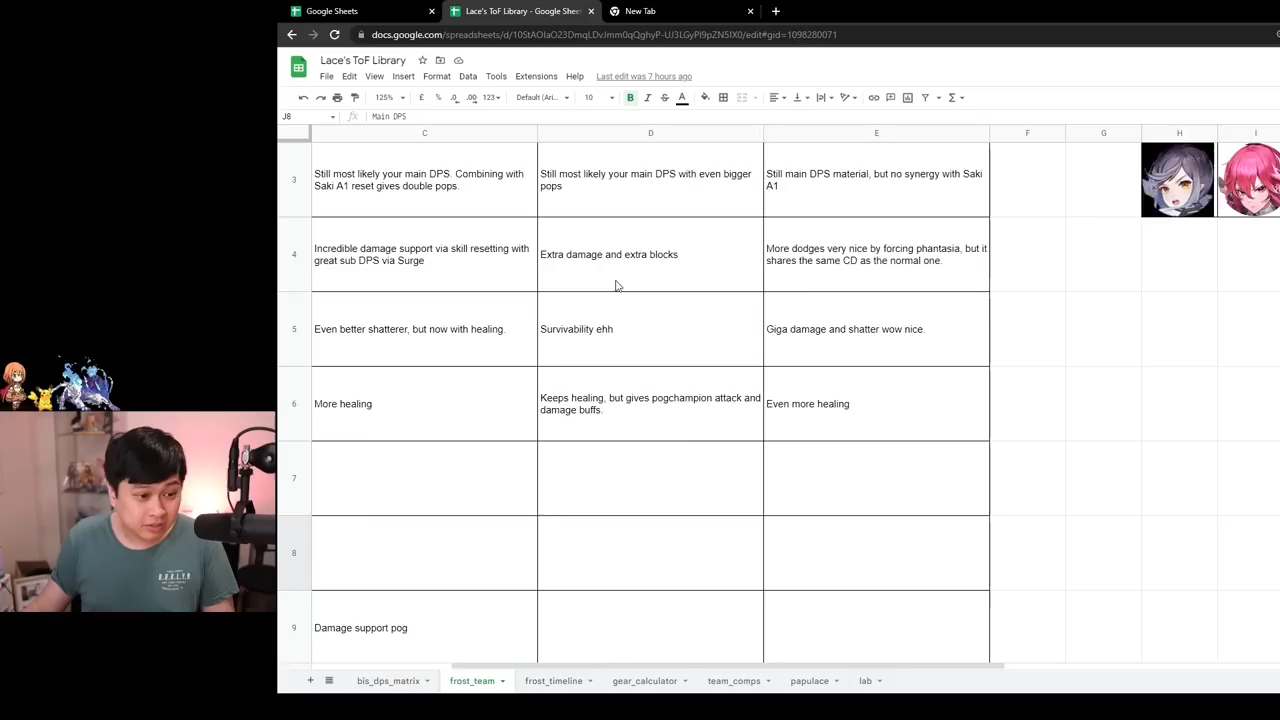 Google Sheets
Lace's ToF Library - Google Shee
New Tab
docs.google.com/spreadsheets/d/10StAOIaO23DmqLDvJmm0qQghyP-UJ3LGyPl9pZN5IX0/edit#gid=1098280071
Lace's ToF Library
File Edit View Insert Format Data Tools Extensions Help Last edit was 7 hours ago
125% £ % .0 .00 123 Default (Ari... 10 B I S A
J8 fx Main DPS
C D E F G H I
3
Still most likely your main DPS. Combining with
Saki A1 reset gives double pops.
Still most likely your main DPS with even bigger
pops
Still main DPS material, but no synergy with Saki
A1
4
Incredible damage support via skill resetting with
great sub DPS via Surge
Extra damage and extra blocks
More dodges very nice by forcing phantasia, but it
shares the same CD as the normal one.
5
Even better shatterer, but now with healing.
Survivability ehh
Giga damage and shatter wow nice.
6
More healing
Keeps healing, but gives pogchampion attack and
damage buffs.
Even more healing
7
8
9
Damage support pog
bis_dps_matrix frost_team frost_timeline gear_calculator team_comps papulace lab
B.R.K.L.Y.N